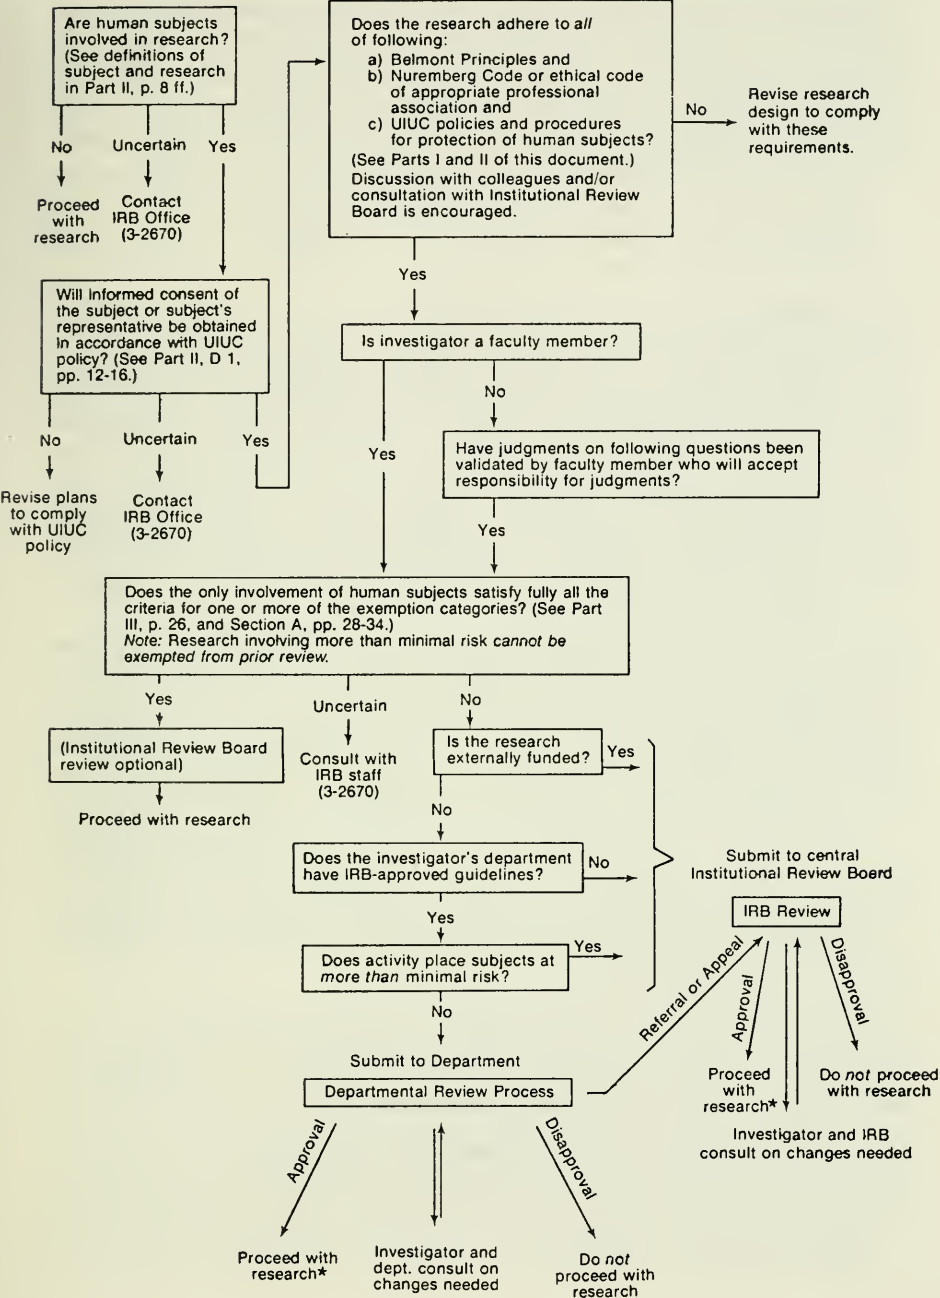 Are human subjects
involved in research?
(See definitions of
subject and research
in Part II, p. 8 ff.)
No
Uncertain
Yes
Proceed
with
research
Contact
IRB Office
(3-2670)
Will Informed consent of
the subject or subject's
representative be obtained
in accordance with UIUC
policy? (See Part II, D 1,
pp. 12-16.)
No
Uncertain
Yes
Revise plans
to comply
with UIUC
policy
Contact
IRB Office
(3-2670)
Does the research adhere to all
of following:
a) Belmont Principles and
b) Nuremberg Code or ethical code
of appropriate professional
association and
c) UIUC policies and procedures
for protection of human subjects?
(See Parts I and II of this document.)
Discussion with colleagues and/or
consultation with Institutional Review
Board is encouraged.
No
Revise research
design to comply
with these
requirements.
Yes
Is investigator a faculty member?
Yes
No
Have judgments on following questions been
validated by faculty member who will accept
responsibility for judgments?
Yes
Does the only involvement of human subjects satisfy fully all the
criteria for one or more of the exemption categories? (See Part
III, p. 26, and Section A, pp. 28-34.)
Note: Research involving more than minimal risk cannot be
exempted from prior review.
Yes
Uncertain
No
(Institutional Review Board
review optional)
Proceed with research
Consult with
IRB staff
(3-2670)
Is the research
externally funded?
Yes
No
Does the investigator's department
have IRB-approved guidelines?
No
Yes
Does activity place subjects at
more than minimal risk?
Yes
No
Submit to Department
Departmental Review Process
Approval
Disapproval
Proceed with
research*
Investigator and
dept. consult on
changes needed
Do not
proceed with
research
Referral or Appeal
Submit to central
Institutional Review Board
IRB Review
Approval
Disapproval
Proceed
with
research*
Do not proceed
with research
Investigator and IRB
consult on changes needed